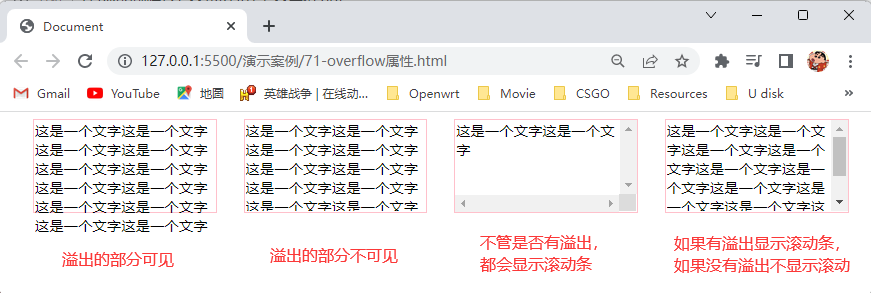 Document
127.0.0.1:5500/演示案例/71-overflow属性.html
Gmail YouTube 地图 英雄战争 | 在线动... Openwrt Movie CSGO Resources U disk
这是一个文字这是一个文字
这是一个文字这是一个文字
这是一个文字这是一个文字
这是一个文字这是一个文字
这是一个文字这是一个文字
这是一个文字这是一个文字
溢出的部分可见
这是一个文字这是一个文字
这是一个文字这是一个文字
这是一个文字这是一个文字
这是一个文字这是一个文字
这是一个文字这是一个文字
溢出的部分不可见
这是一个文字这是一个文
字
不管是否有溢出,
都会显示滚动条
这是一个文字这是一个文
字这是一个文字这是一个
文字这是一个文字这是一
个文字这是一个文字这是
一个文字这是一个文字这
如果有溢出显示滚动条,
如果没有溢出不显示滚动